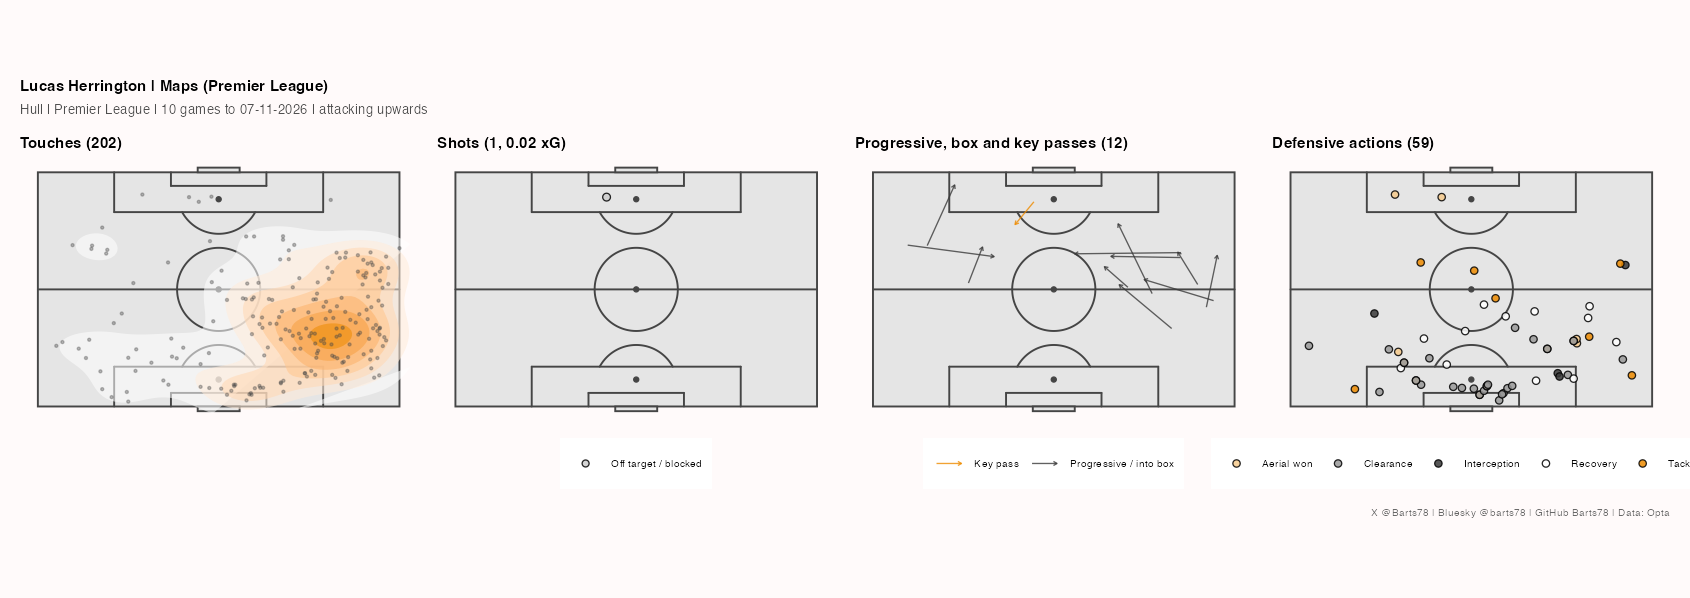 Lucas Herrington | Maps (Premier League)
Hull | Premier League | 10 games to 07-11-2026 | attacking upwards
Touches (202)
Shots (1, 0.02 xG)
Progressive, box and key passes (12)
Defensive actions (59)
Off target / blocked
Key pass
Progressive / into box
Aerial won
Clearance
Interception
Recovery
Tack
X @Barts78 | Bluesky @barts78 | GitHub Barts78 | Data: Opta